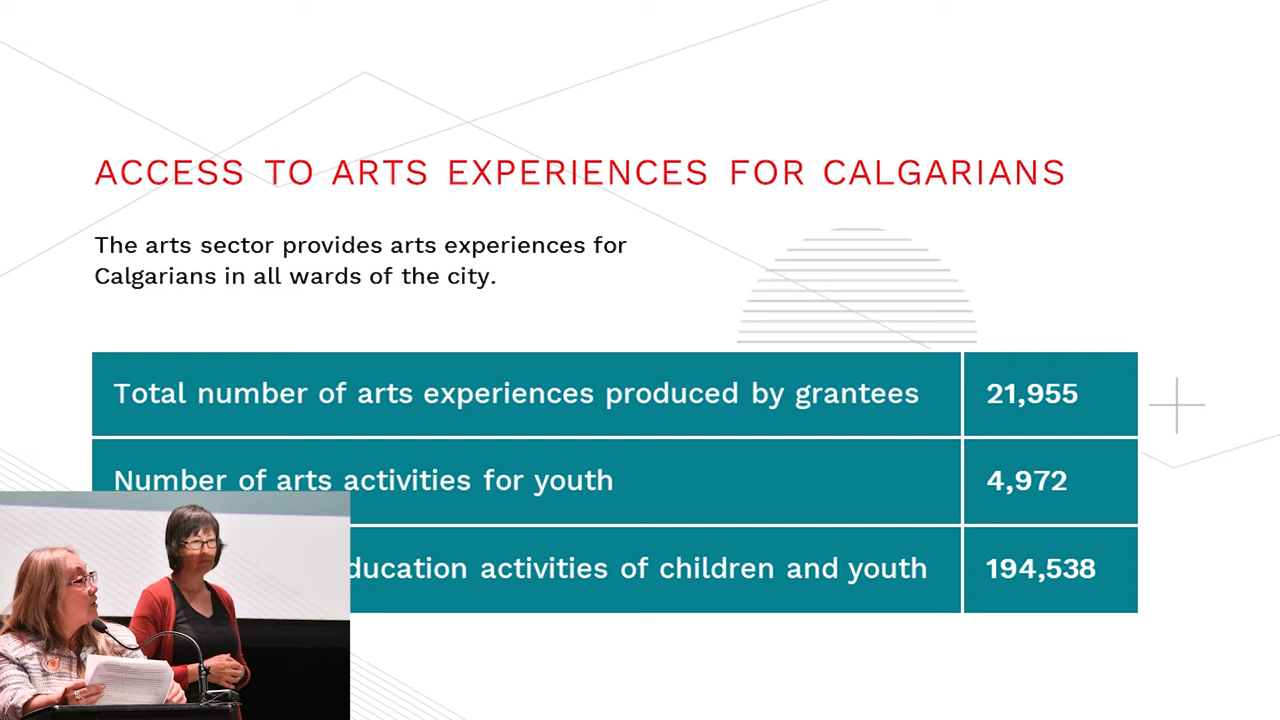 ACCESS TO ARTS EXPERIENCES FOR CALGARIANS
The arts sector provides arts experiences for
Calgarians in all wards of the city.
Total number of arts experiences produced by grantees 21,955
Number of arts activities for youth 4,972
activities of children and youth 194,538